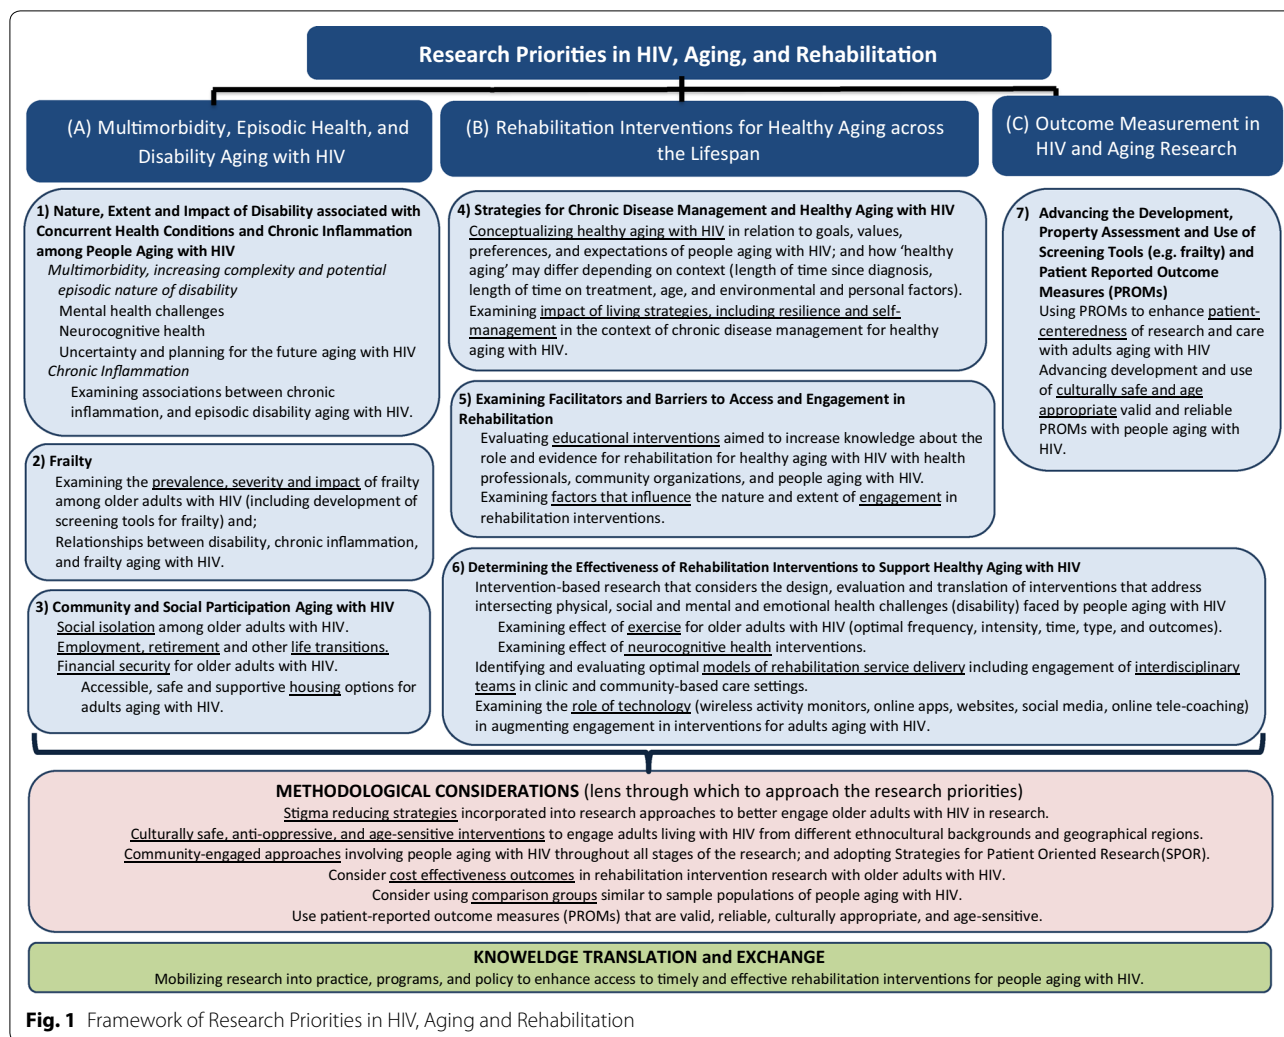 Research Priorities in HIV, Aging, and Rehabilitation
(A) Multimorbidity, Episodic Health, and
Disability Aging with HIV
(B) Rehabilitation Interventions for Healthy Aging across
the Lifespan
(C) Outcome Measurement in
HIV and Aging Research
1) Nature, Extent and Impact of Disability associated with
Concurrent Health Conditions and Chronic Inflammation
among People Aging with HIV
Multimorbidity, increasing complexity and potential
episodic nature of disability
Mental health challenges
Neurocognitive health
Uncertainty and planning for the future aging with HIV
Chronic Inflammation
Examining associations between chronic
inflammation, and episodic disability aging with HIV.
2) Frailty
Examining the prevalence, severity and impact of frailty
among older adults with HIV (including development of
screening tools for frailty) and;
Relationships between disability, chronic inflammation,
and frailty aging with HIV.
3) Community and Social Participation Aging with HIV
Social isolation among older adults with HIV.
Employment, retirement and other life transitions.
Financial security for older adults with HIV.
Accessible, safe and supportive housing options for
adults aging with HIV.
4) Strategies for Chronic Disease Management and Healthy Aging with HIV
Conceptualizing healthy aging with HIV in relation to goals, values,
preferences, and expectations of people aging with HIV; and how ‘healthy
aging’ may differ depending on context (length of time since diagnosis,
length of time on treatment, age, and environmental and personal factors).
Examining impact of living strategies, including resilience and self-
management in the context of chronic disease management for healthy
aging with HIV.
5) Examining Facilitators and Barriers to Access and Engagement in
Rehabilitation
Evaluating educational interventions aimed to increase knowledge about the
role and evidence for rehabilitation for healthy aging with HIV with health
professionals, community organizations, and people aging with HIV.
Examining factors that influence the nature and extent of engagement in
rehabilitation interventions.
6) Determining the Effectiveness of Rehabilitation Interventions to Support Healthy Aging with HIV
Intervention-based research that considers the design, evaluation and translation of interventions that address
intersecting physical, social and mental and emotional health challenges (disability) faced by people aging with HIV
Examining effect of exercise for older adults with HIV (optimal frequency, intensity, time, type, and outcomes).
Examining effect of neurocognitive health interventions.
Identifying and evaluating optimal models of rehabilitation service delivery including engagement of interdisciplinary
teams in clinic and community-based care settings.
Examining the role of technology (wireless activity monitors, online apps, websites, social media, online tele-coaching)
in augmenting engagement in interventions for adults aging with HIV.
7) Advancing the Development,
Property Assessment and Use of
Screening Tools (e.g. frailty) and
Patient Reported Outcome
Measures (PROMs)
Using PROMs to enhance patient-
centeredness of research and care
with adults aging with HIV
Advancing development and use
of culturally safe and age
appropriate valid and reliable
PROMs with people aging with
HIV.
METHODOLOGICAL CONSIDERATIONS (lens through which to approach the research priorities)
Stigma reducing strategies incorporated into research approaches to better engage older adults with HIV in research.
Culturally safe, anti-oppressive, and age-sensitive interventions to engage adults living with HIV from different ethnocultural backgrounds and geographical regions.
Community-engaged approaches involving people aging with HIV throughout all stages of the research; and adopting Strategies for Patient Oriented Research (SPOR).
Consider cost effectiveness outcomes in rehabilitation intervention research with older adults with HIV.
Consider using comparison groups similar to sample populations of people aging with HIV.
Use patient-reported outcome measures (PROMs) that are valid, reliable, culturally appropriate, and age-sensitive.
KNOWELDGE TRANSLATION and EXCHANGE
Mobilizing research into practice, programs, and policy to enhance access to timely and effective rehabilitation interventions for people aging with HIV.
Fig. 1 Framework of Research Priorities in HIV, Aging and Rehabilitation